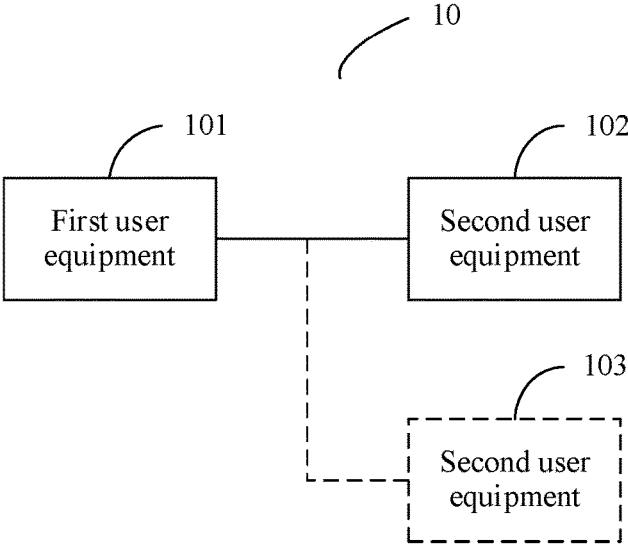 10
101
102
First user
equipment
Second user
equipment
103
Second user
equipment